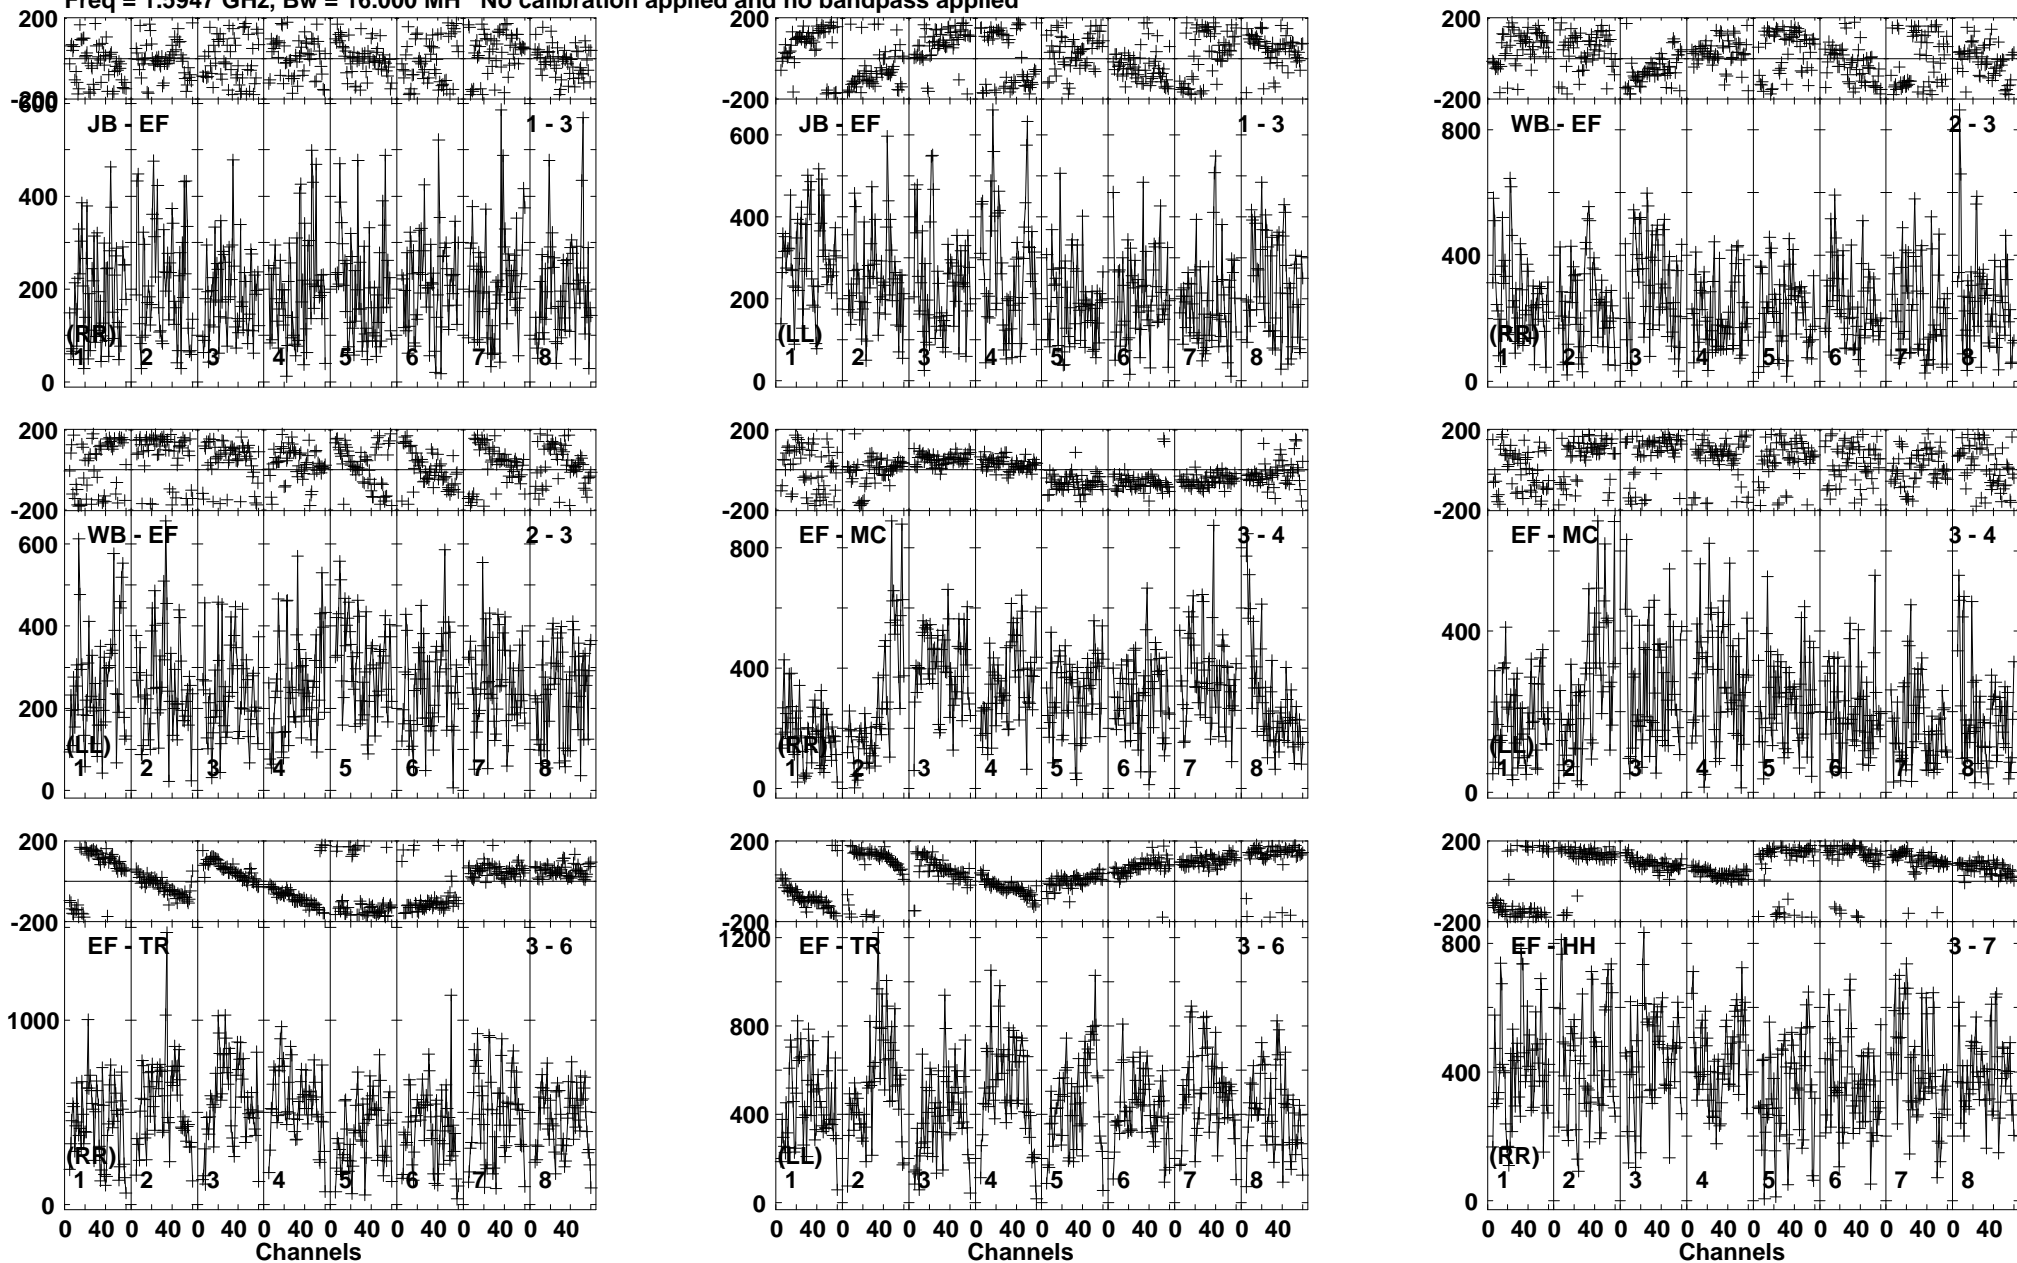 Freq = 1.5947 GHz, Bw = 16.000 MH No calibration applied and no bandpass applied
200 200 200
-200 -200 -200
600
JB - EF 1 - 3 JB - EF 1 - 3 WB - EF 2 - 3
600 800
400 400 400
200 200
(RR) (LL) (RR)
1 2 3 4 5 6 7 8 1 2 3 4 5 6 7 8 1 2 3 4 5 6 7 8
0 0 0
200 200 200
-200 -200 -200
WB - EF 2 - 3 EF - MC 3 - 4 EF - MC 3 - 4
600 800
400 400 400
200
(LL) (RR) (LL)
1 2 3 4 5 6 7 8 1 2 3 4 5 6 7 8 1 2 3 4 5 6 7 8
0 0 0
200 200 200
-200 -200 -200
EF - TR 3 - 6 EF - TR 3 - 6 EF - HH 3 - 7
1200 800
1000 800
400 400
(RR) (LL) (RR)
1 2 3 4 5 6 7 8 1 2 3 4 5 6 7 8 1 2 3 4 5 6 7 8
0 0 0
0 40 0 40 0 40 0 40 0 40 0 40 0 40 0 40 0 40 0 40 0 40 0 40 0 40 0 40 0 40 0 40 0 40 0 40 0 40 0 40 0 40 0 40 0 40 0 40
Channels Channels Channels